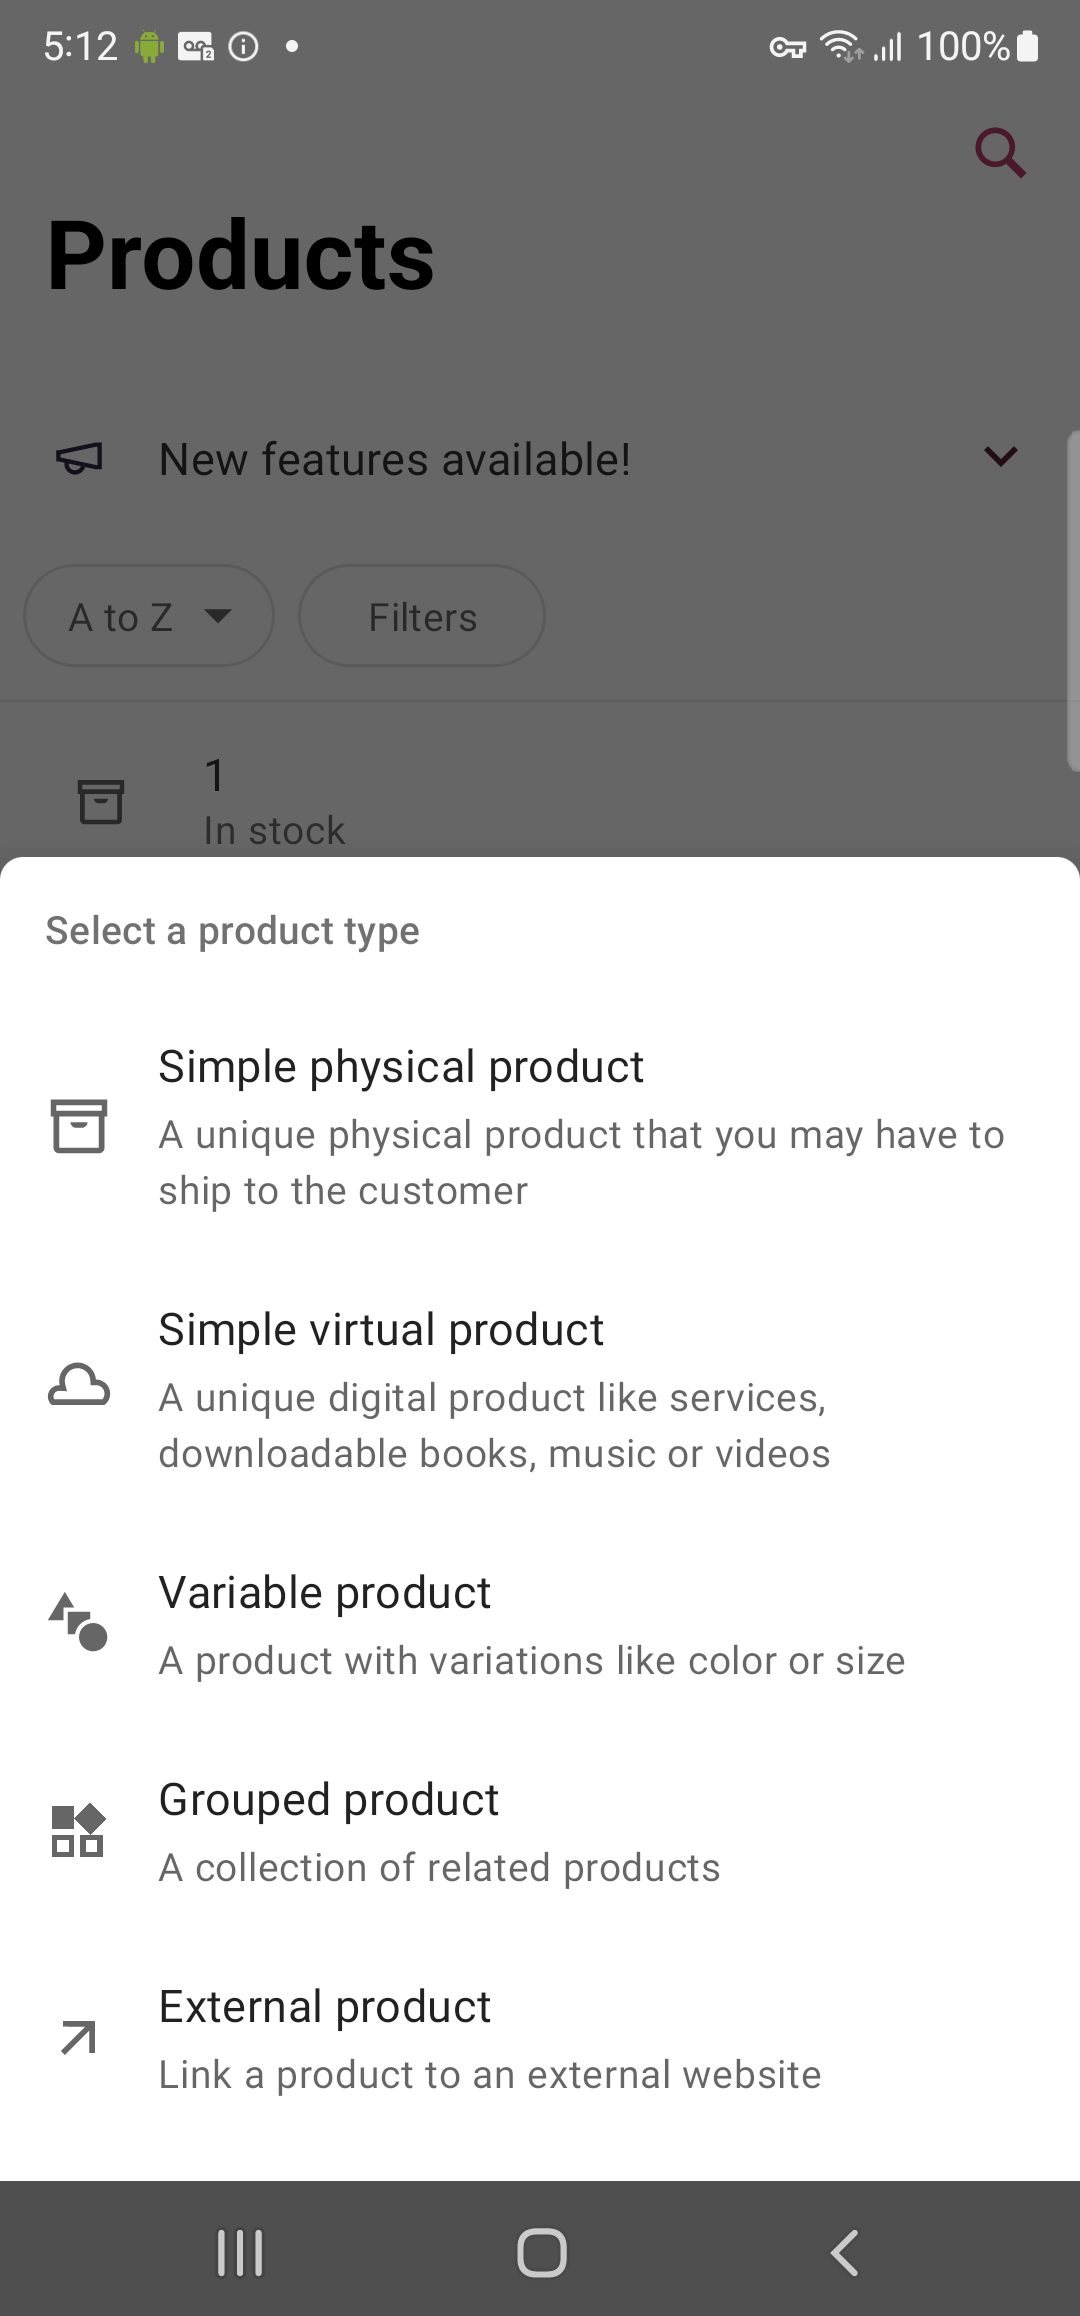 5:12
100%
Products
New features available!
A to Z
Filters
1
In stock
Select a product type
Simple physical product
A unique physical product that you may have to
ship to the customer
Simple virtual product
A unique digital product like services,
downloadable books, music or videos
Variable product
A product with variations like color or size
Grouped product
A collection of related products
External product
Link a product to an external website